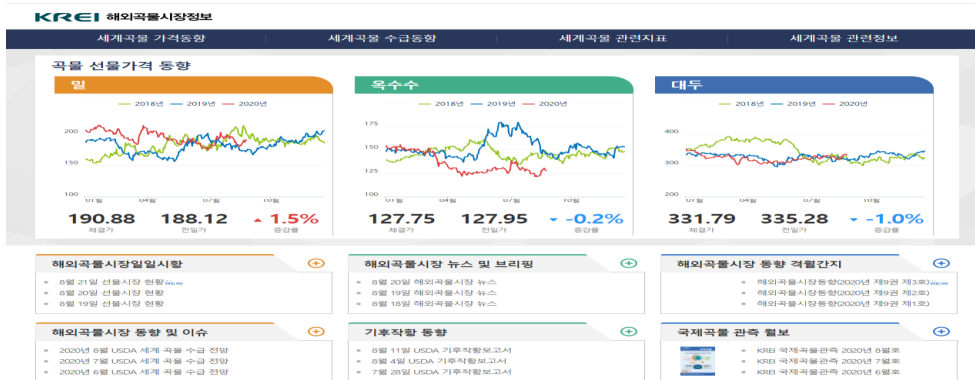 KREI 해외곡물시장정보
세계곡물 가격동향 세계곡물 수급동향 세계곡물 관련지표 세계곡물 관련정보
곡물 선물가격 동향
밀
2018년 2019년 2020년
200
150
100
01월 04월 07월 10월
190.88 188.12 ▲ 1.5%
체결가 전일가 증감률
옥수수
2018년 2019년 2020년
175
150
125
100
01월 04월 07월 10월
127.75 127.95 ▼ -0.2%
체결가 전일가 증감률
대두
2018년 2019년 2020년
400
300
200
01월 04월 07월 10월
331.79 335.28 ▼ -1.0%
체결가 전일가 증감률
해외곡물시장일일시황
8월 21일 선물시장 현황 NEW
8월 20일 선물시장 현황
8월 19일 선물시장 현황
해외곡물시장 뉴스 및 브리핑
8월 20일 해외곡물시장 뉴스
8월 19일 해외곡물시장 뉴스
8월 18일 해외곡물시장 뉴스
해외곡물시장 동향 격월간지
해외곡물시장동향(2020년 제9권 제3호) NEW
해외곡물시장동향(2020년 제9권 제2호)
해외곡물시장동향(2020년 제9권 제1호)
해외곡물시장 동향 및 이슈
2020년 8월 USDA 세계 곡물 수급 전망
2020년 7월 USDA 세계 곡물 수급 전망
2020년 6월 USDA 세계 곡물 수급 전망
기후작황 동향
8월 11일 USDA 기후작황보고서
8월 4일 USDA 기후작황보고서
7월 28일 USDA 기후작황보고서
국제곡물 관측 월보
KREI 국제곡물관측 2020년 8월호
KREI 국제곡물관측 2020년 7월호
KREI 국제곡물관측 2020년 6월호